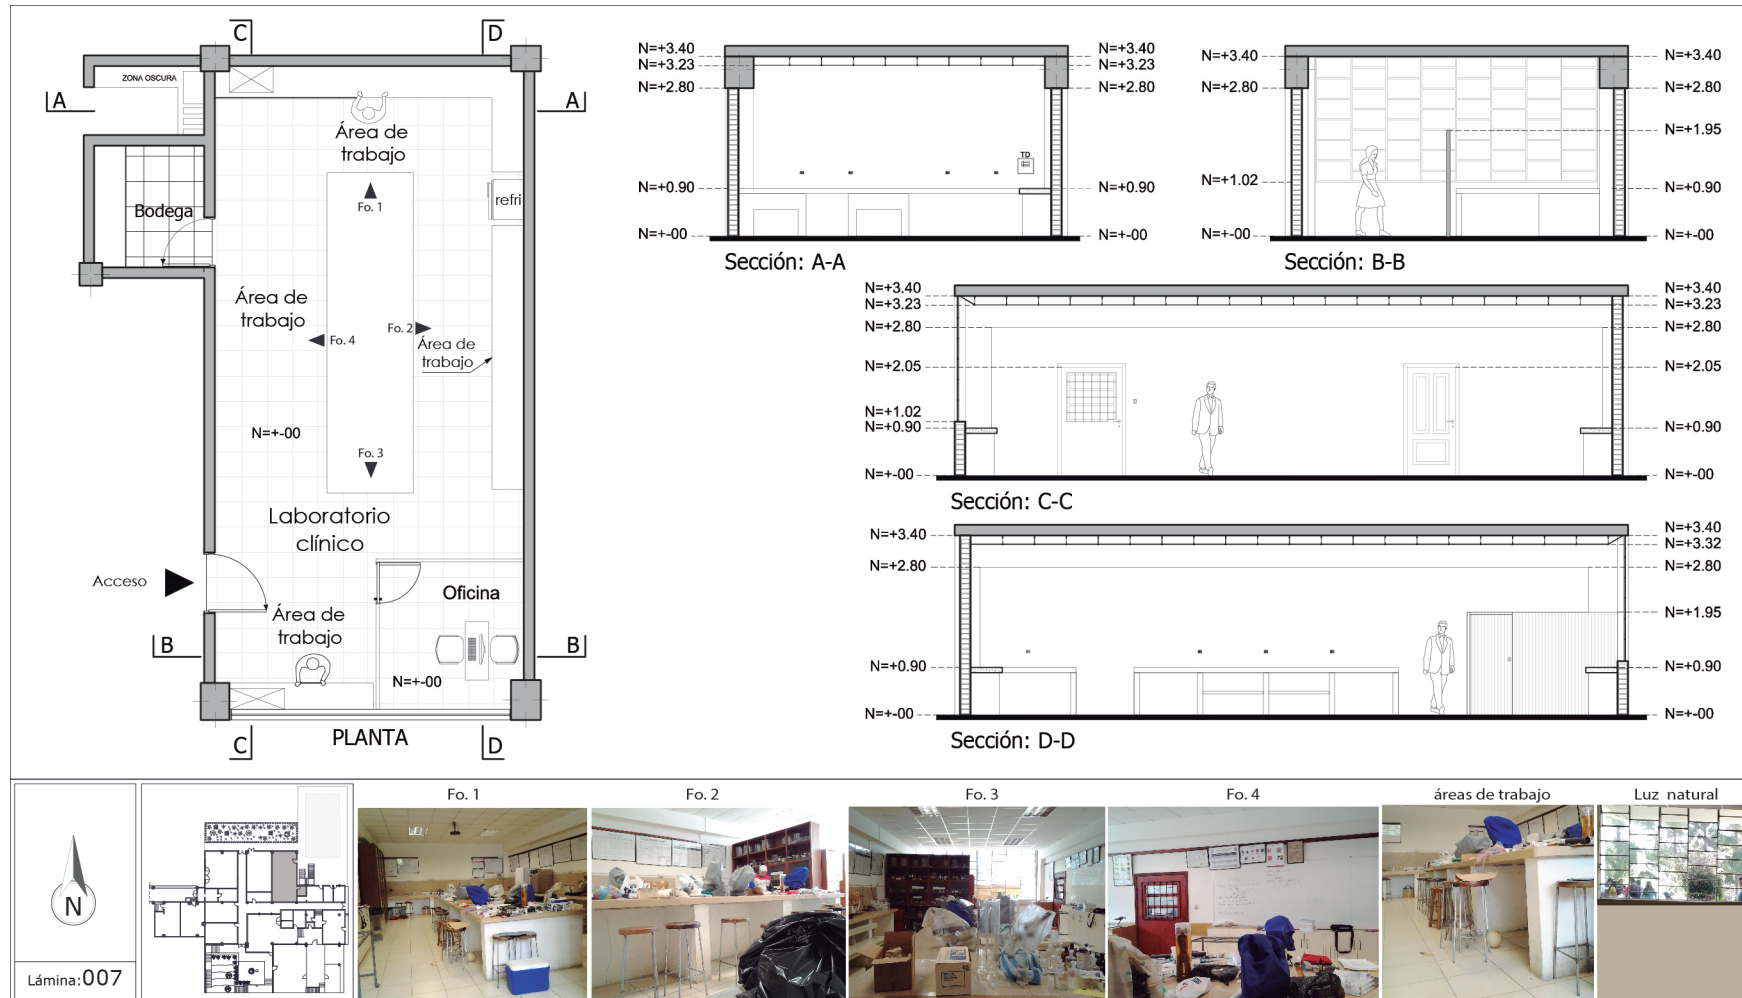 C
D
ZONA OSCURA
A
A
Área de
trabajo
Fo. 1
refri
Bodega
Área de
trabajo
Fo. 4
Fo. 2
Área de
trabajo
N=+-00
Fo. 3
Laboratorio
clínico
Acceso
Oficina
Área de
trabajo
B
B
N=+-00
C
PLANTA
D
N=+3.40
N=+3.23
N=+2.80
N=+0.90
N=+-00
TD
N=+3.40
N=+3.23
N=+2.80
N=+0.90
N=+-00
Sección: A-A
N=+3.40
N=+2.80
N=+1.02
N=+-00
N=+3.40
N=+2.80
N=+1.95
N=+0.90
N=+-00
Sección: B-B
N=+3.40
N=+3.23
N=+2.80
N=+2.05
N=+1.02
N=+0.90
N=+-00
N=+3.40
N=+3.23
N=+2.80
N=+2.05
N=+0.90
N=+-00
Sección: C-C
N=+3.40
N=+2.80
N=+0.90
N=+-00
N=+3.40
N=+3.32
N=+2.80
N=+1.95
N=+0.90
N=+-00
Sección: D-D
N
Lámina:007
Fo. 1
Fo. 2
Fo. 3
Fo. 4
áreas de trabajo
Luz natural